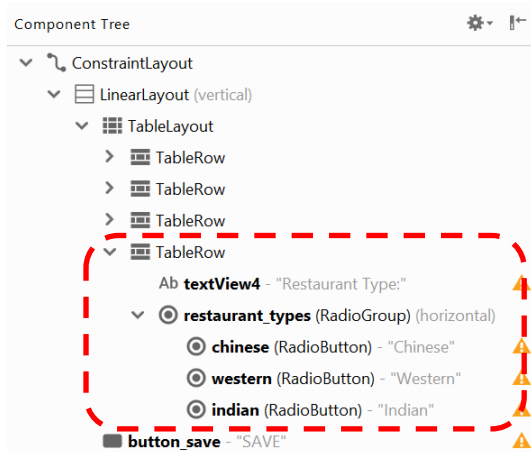 Component Tree
ConstraintLayout
LinearLayout (vertical)
TableLayout
TableRow
TableRow
TableRow
TableRow
Ab textView4 - "Restaurant Type:"
restaurant_types (RadioGroup) (horizontal)
chinese (RadioButton) - "Chinese"
western (RadioButton) - "Western"
indian (RadioButton) - "Indian"
button_save - "SAVE"